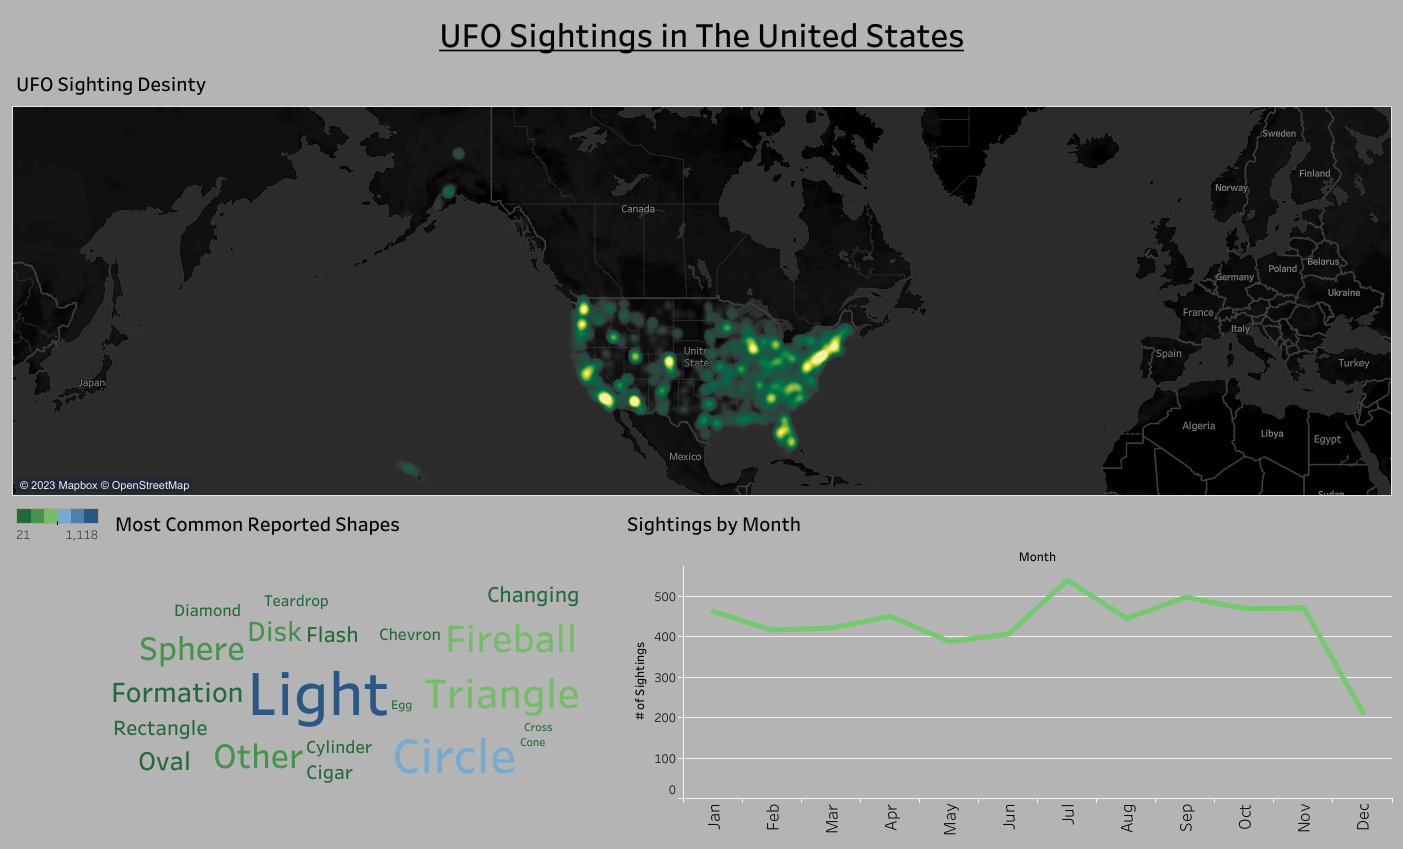 UFO Sightings in The United States
UFO Sighting Desinty
Sweden
Finland
Norway
Canada
Belarus
Poland
Germany
Ukraine
France
Italy
Unite
States
Spain
Turkey
Japan
Algeria
Libya
Egypt
Mexico
Sudan
© 2023 Mapbox © OpenStreetMap
21
1,118
Most Common Reported Shapes
Changing
Teardrop
Diamond
Disk
Flash
Chevron
Fireball
Sphere
Formation
Light
Egg
Triangle
Rectangle
Cross
Cone
Oval
Other
Cylinder
Cigar
Circle
Sightings by Month
Month
# of Sightings
500
400
300
200
100
0
Jan
Feb
Mar
Apr
May
Jun
Jul
Aug
Sep
Oct
Nov
Dec